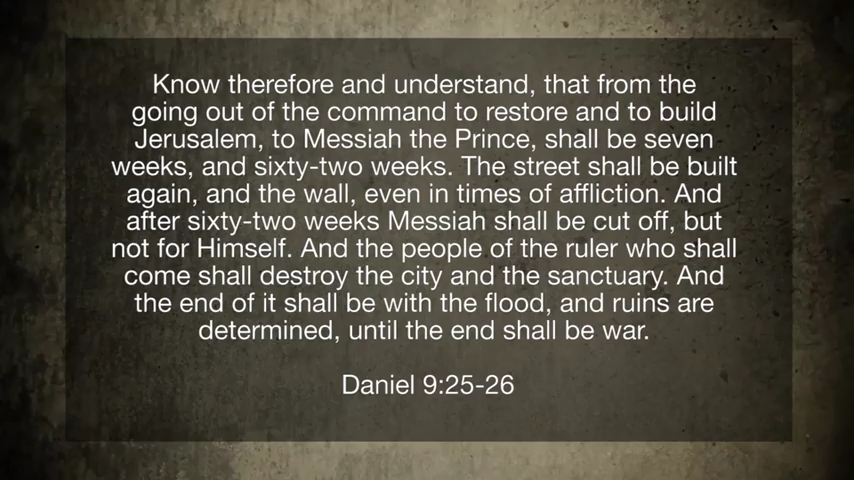 Know therefore and understand, that from the
going out of the command to restore and to build
Jerusalem, to Messiah the Prince, shall be seven
weeks, and sixty-two weeks. The street shall be built
again, and the wall, even in times of affliction. And
after sixty-two weeks Messiah shall be cut off, but
not for Himself. And the people of the ruler who shall
come shall destroy the city and the sanctuary. And
the end of it shall be with the flood, and ruins are
determined, until the end shall be war.
Daniel 9:25-26